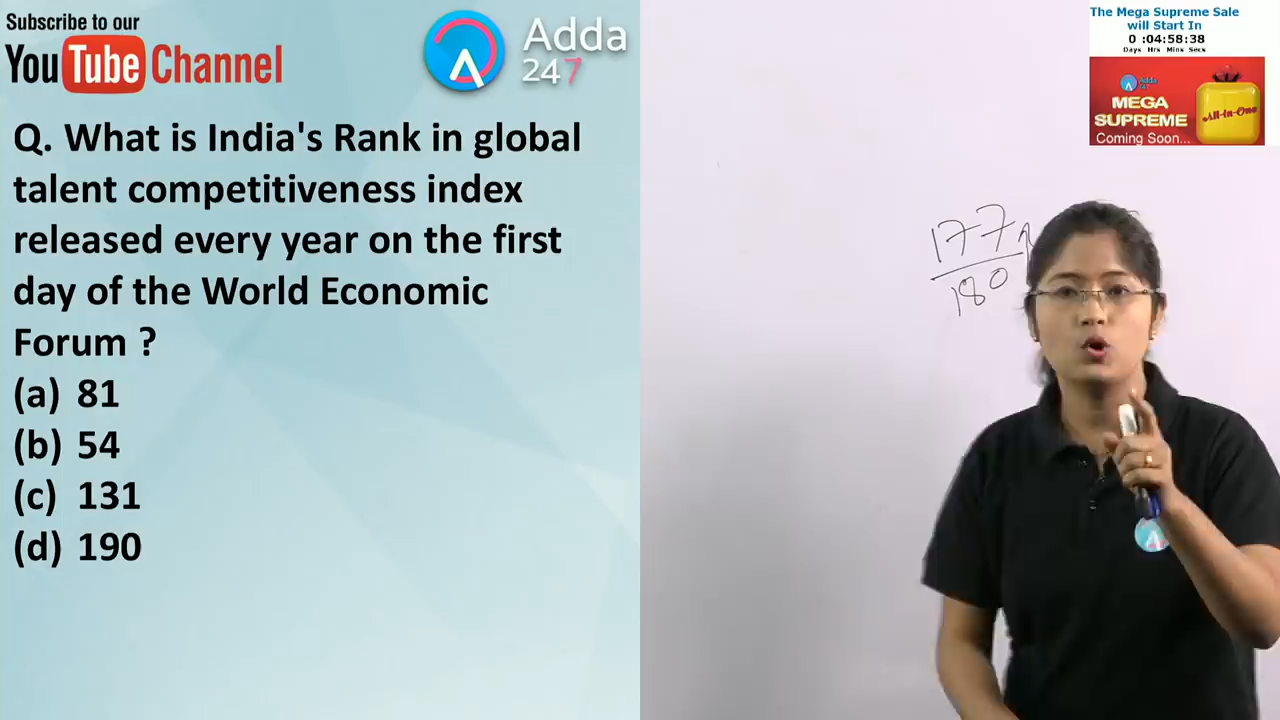 Subscribe to our
YouTube Channel
Adda
247
The Mega Supreme Sale
will Start In
0 :04:58:38
Days Hrs Mins Secs
Adda
247
MEGA
SUPREME
Coming Soon...
All-in-One
Q. What is India's Rank in global
talent competitiveness index
released every year on the first
day of the World Economic
Forum ?
(a) 81
(b) 54
(c) 131
(d) 190
177
180